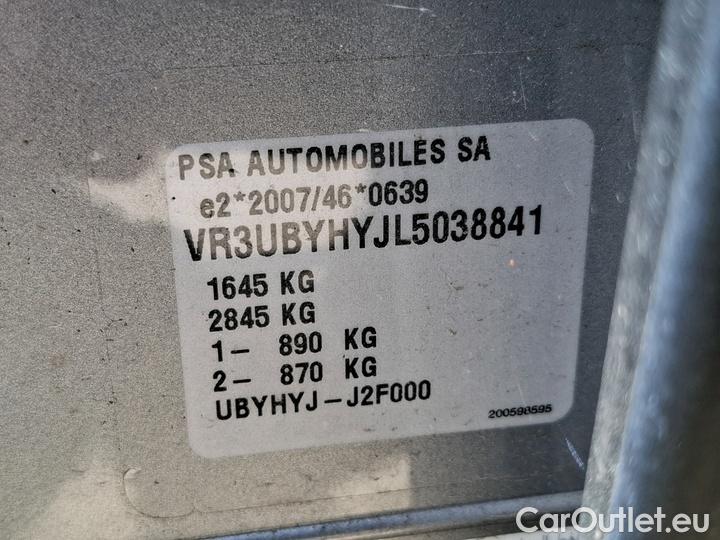 PSA AUTOMOBILES SA
e2*2007/46*0639
VR3UBYHYJL5038841
1645 KG
2845 KG
1- 890 KG
2- 870 KG
UBYHYJ-J2F000
200598595
CarOutlet.eu